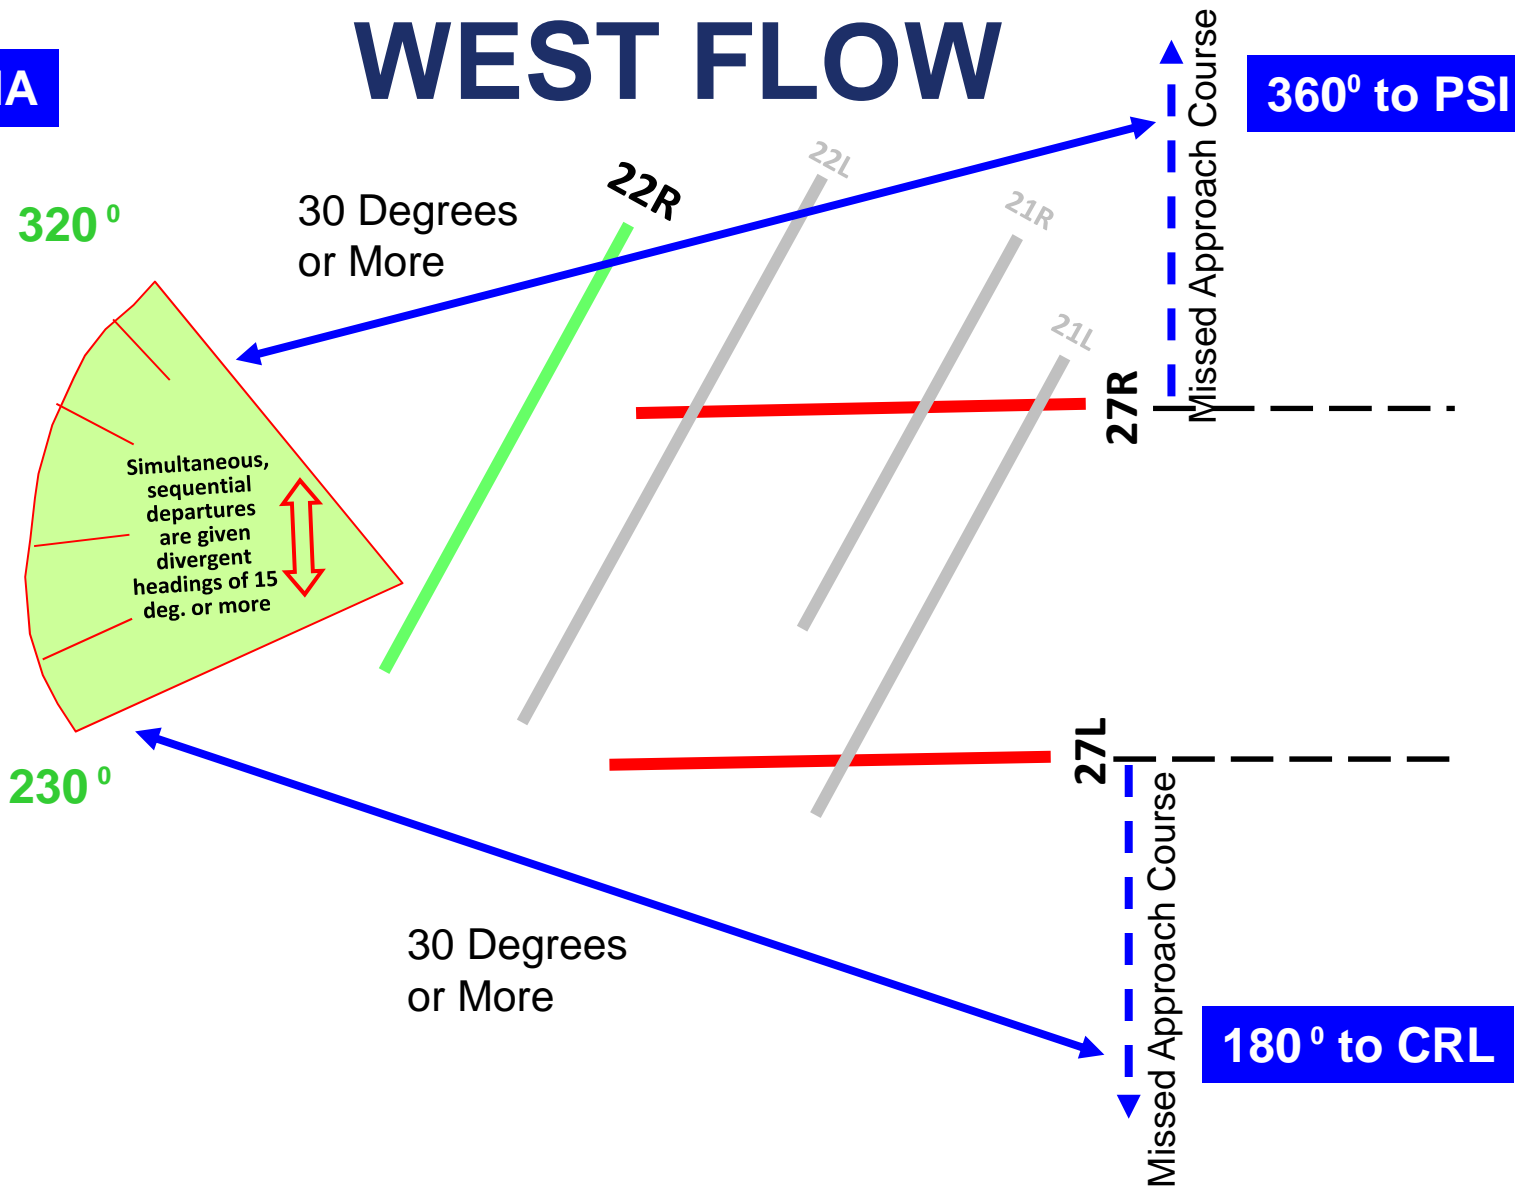 WEST FLOW
360⁰ to PSI
22L
22R
320 ⁰
30 Degrees
or More
21R
Missed Approach Course
21L
27R
Simultaneous,
sequential
departures
are given
divergent
headings of 15
deg. or more
27L
230 ⁰
30 Degrees
or More
Missed Approach Course
180 ⁰ to CRL